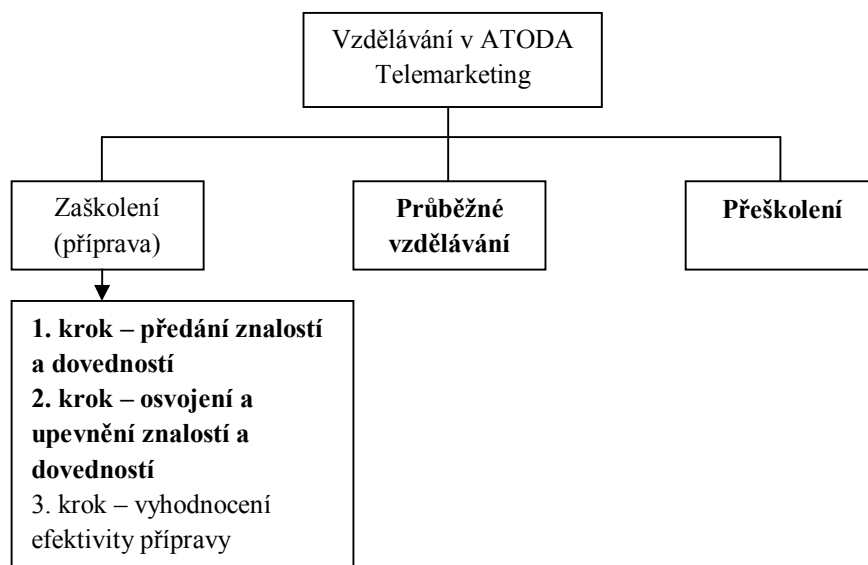 Vzdělávání v ATODA
Telemarketing
Zaškolení
(příprava)
Průběžné
vzdělávání
Přeškolení
1. krok – předání znalostí
a dovedností
2. krok – osvojení a
upevnění znalostí a
dovedností
3. krok – vyhodnocení
efektivity přípravy